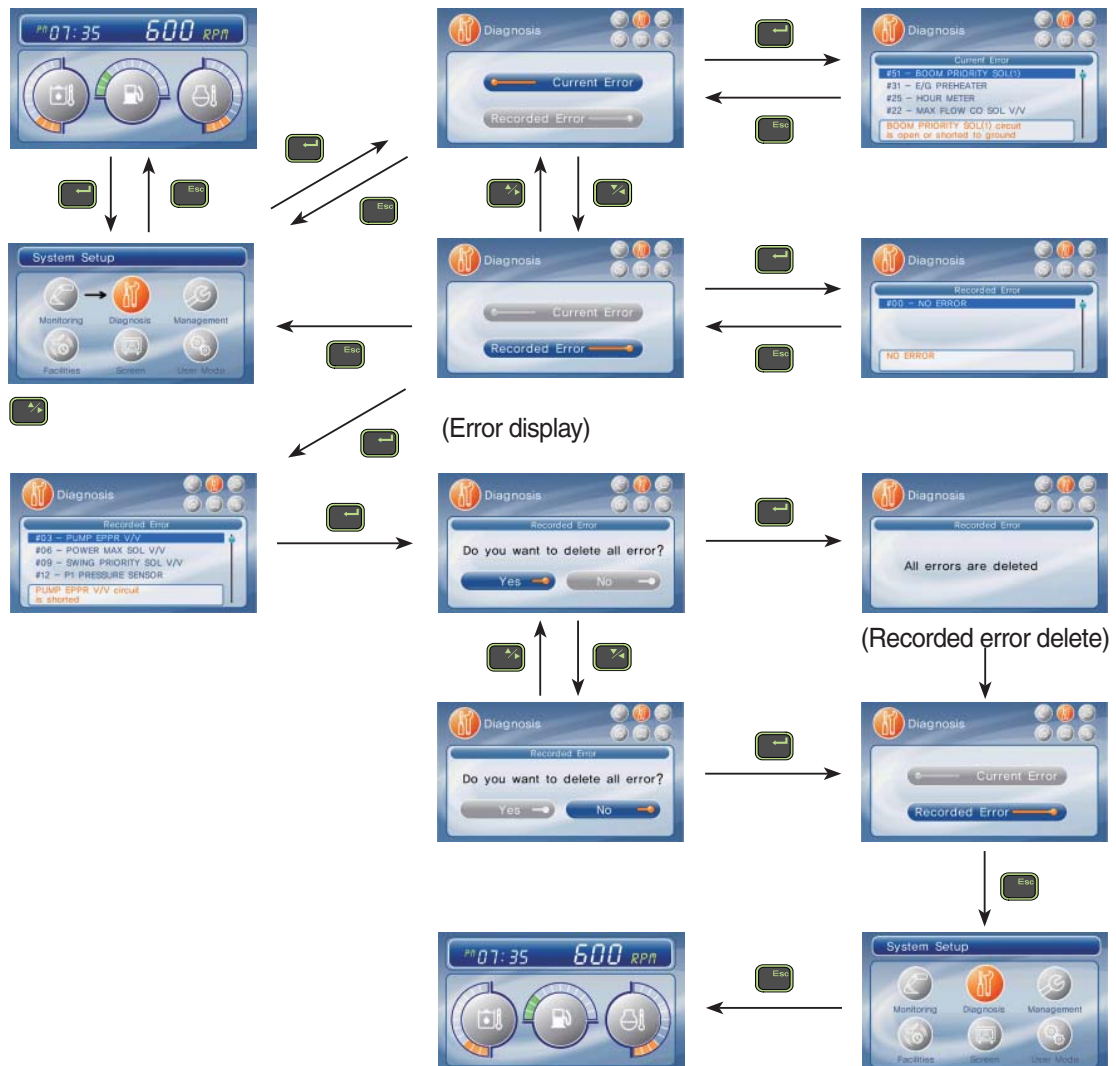 PM 07:35 600 RPM
Esc
System Setup
Monitoring Diagnosis Management
Facilities Screen User Mode
Diagnosis
Current Error
Recorded Error
Esc
Diagnosis
Current Error
#51 - BOOM PRIORITY SOL(1)
#31 - E/G PREHEATER
#25 - HOUR METER
#22 - MAX FLOW CO SOL V/V
BOOM PRIORITY SOL(1) circuit
is open or shorted to ground
Esc
Diagnosis
Current Error
Recorded Error
Esc
Diagnosis
Recorded Error
#00 - NO ERROR
NO ERROR
Esc
(Error display)
Diagnosis
Recorded Error
#03 - PUMP EPPR V/V
#06 - POWER MAX SOL V/V
#09 - SWING PRIORITY SOL V/V
#12 - P1 PRESSURE SENSOR
PUMP EPPR V/V circuit
is shorted
Diagnosis
Recorded Error
Do you want to delete all error?
Yes No
Diagnosis
Recorded Error
All errors are deleted
(Recorded error delete)
Diagnosis
Recorded Error
Do you want to delete all error?
Yes No
Diagnosis
Current Error
Recorded Error
Esc
PM 07:35 600 RPM
Esc
System Setup
Monitoring Diagnosis Management
Facilities Screen User Mode